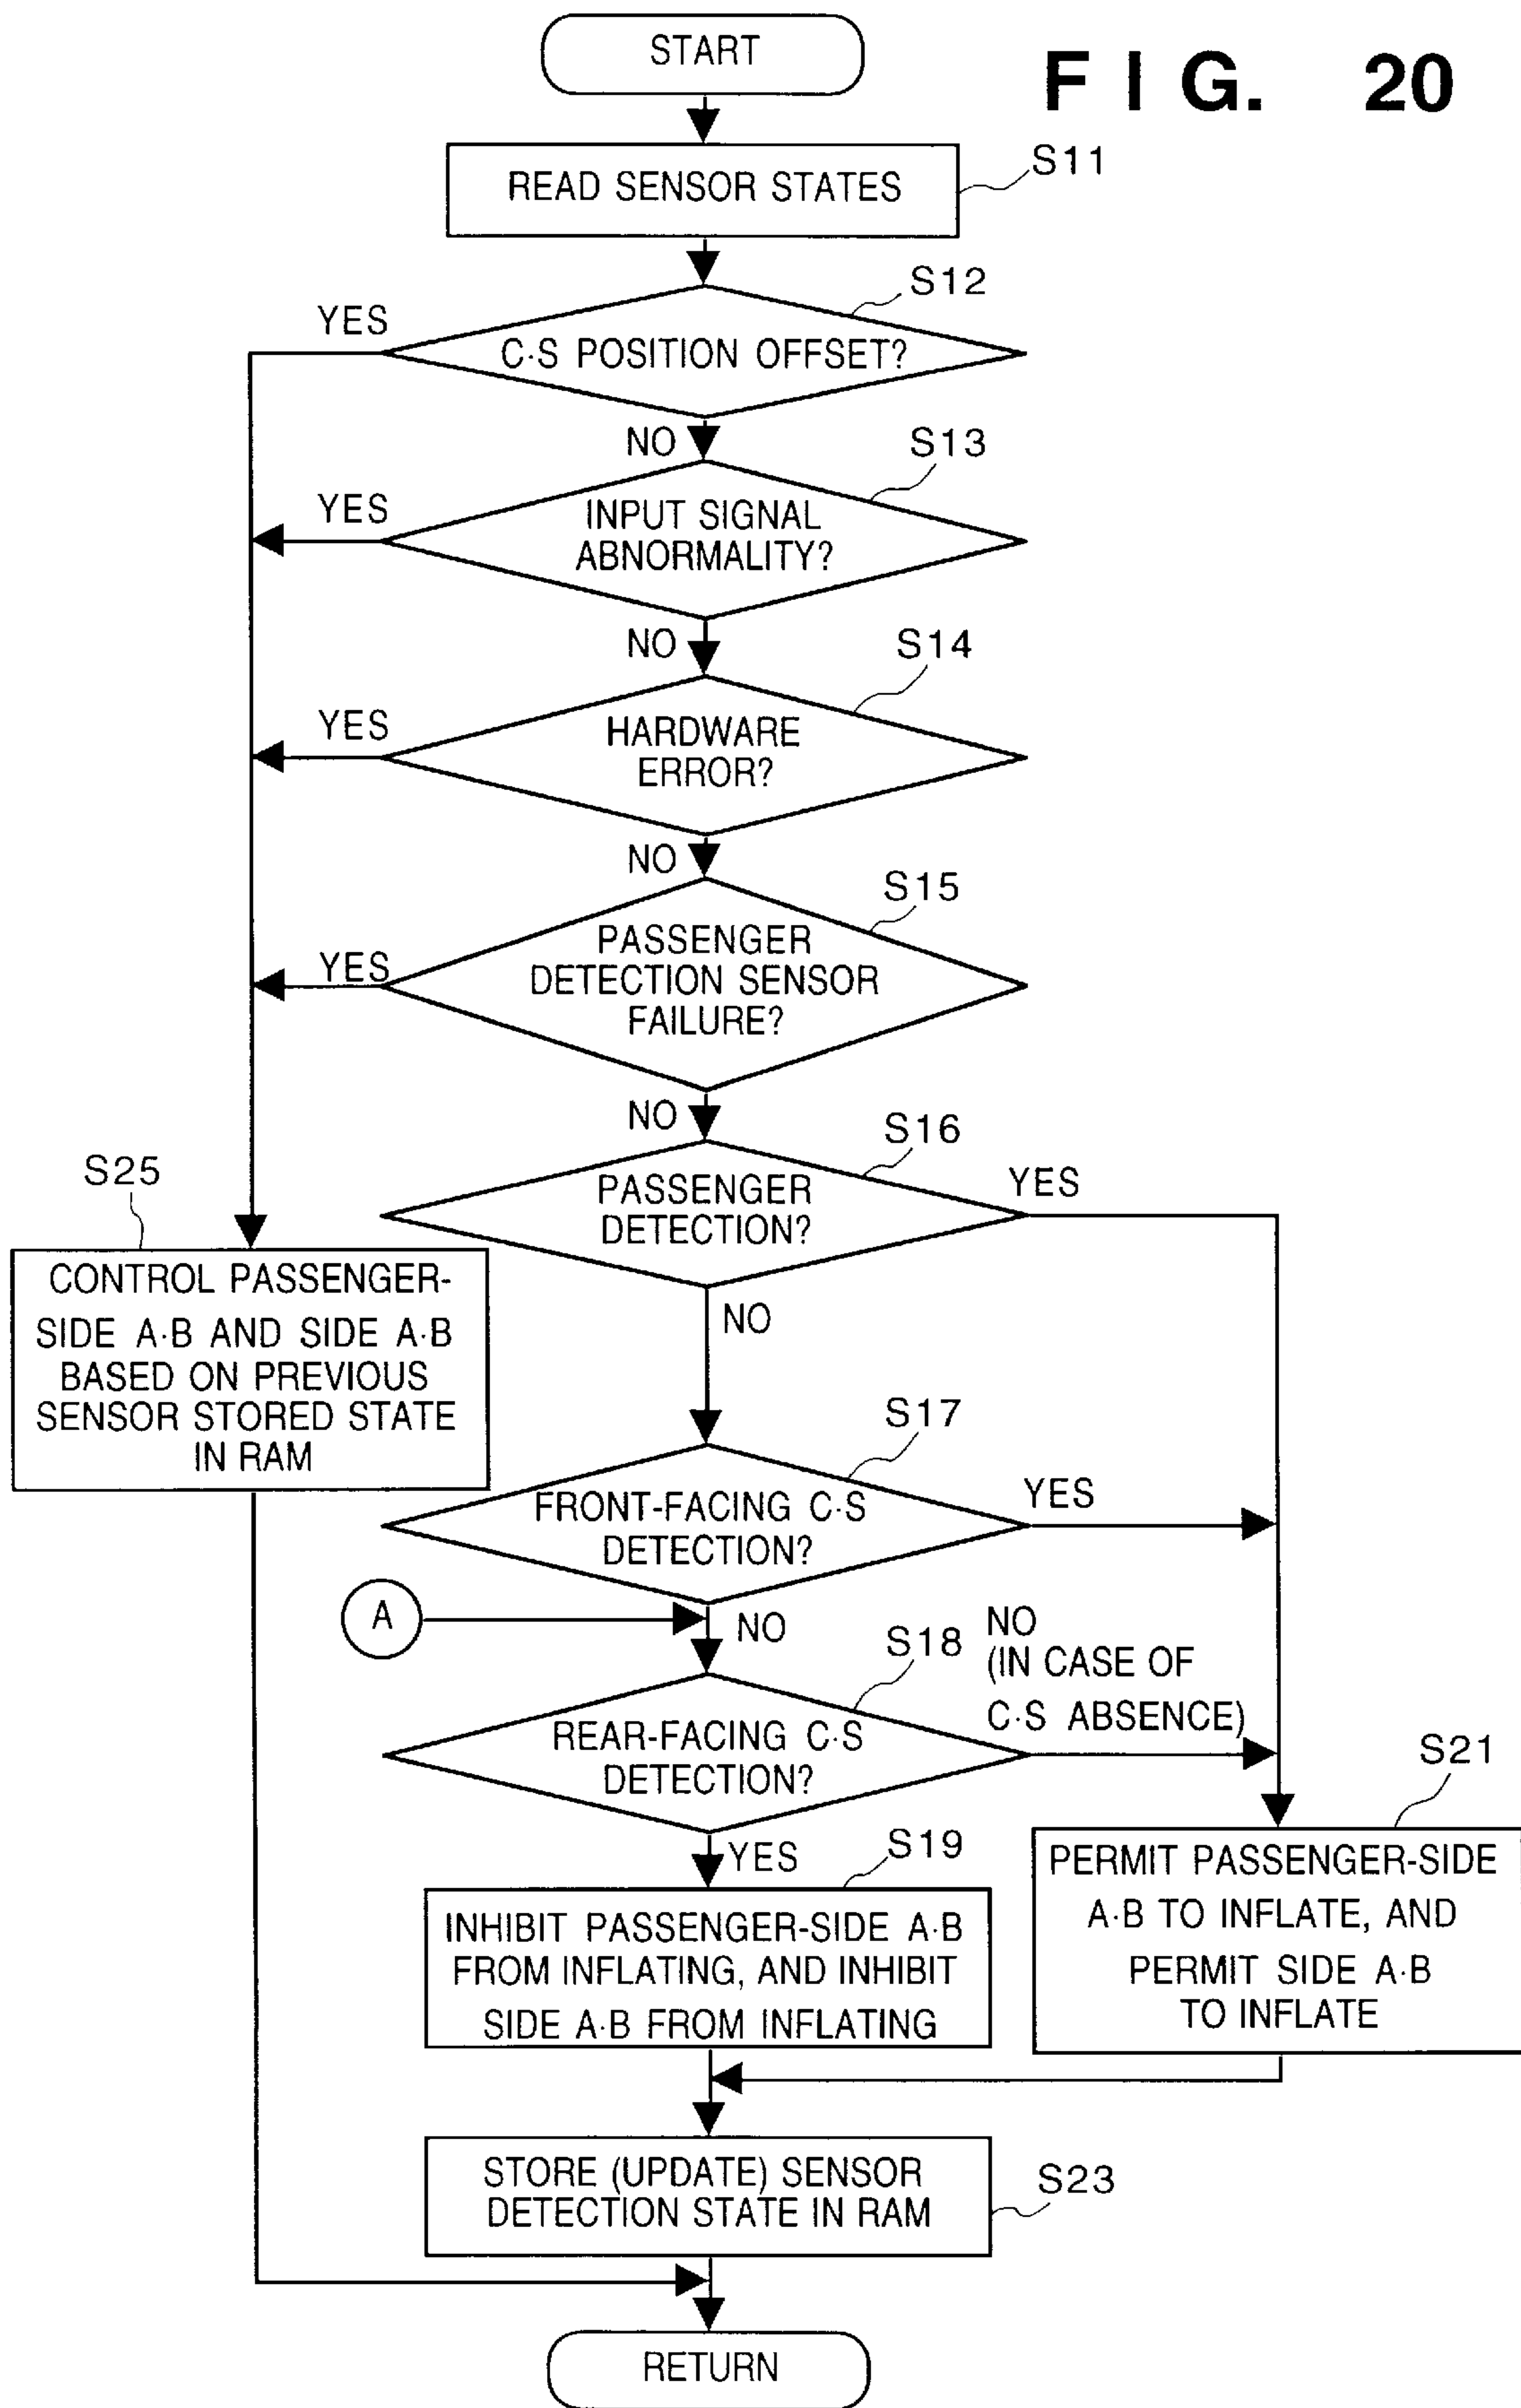 START
FIG. 20
READ SENSOR STATES
S11
S12
YES
C·S POSITION OFFSET?
NO
S13
YES
INPUT SIGNAL
ABNORMALITY?
NO
S14
YES
HARDWARE
ERROR?
NO
S15
YES
PASSENGER
DETECTION SENSOR
FAILURE?
NO
S16
YES
PASSENGER
DETECTION?
NO
S25
CONTROL PASSENGER-
SIDE A·B AND SIDE A·B
BASED ON PREVIOUS
SENSOR STORED STATE
IN RAM
S17
YES
FRONT-FACING C·S
DETECTION?
A
NO
S18
NO
(IN CASE OF
C·S ABSENCE)
REAR-FACING C·S
DETECTION?
S21
YES
S19
INHIBIT PASSENGER-SIDE A·B
FROM INFLATING, AND INHIBIT
SIDE A·B FROM INFLATING
PERMIT PASSENGER-SIDE
A·B TO INFLATE, AND
PERMIT SIDE A·B
TO INFLATE
STORE (UPDATE) SENSOR
DETECTION STATE IN RAM
S23
RETURN